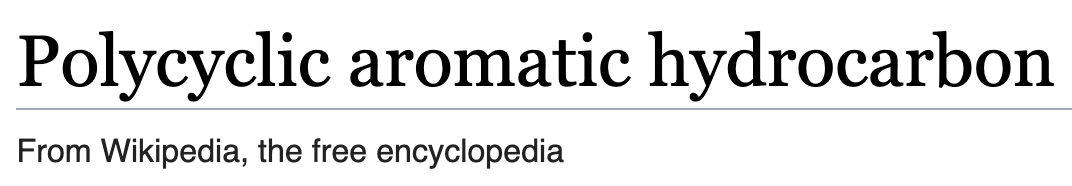 Polycyclic aromatic hydrocarbon
From Wikipedia, the free encyclopedia